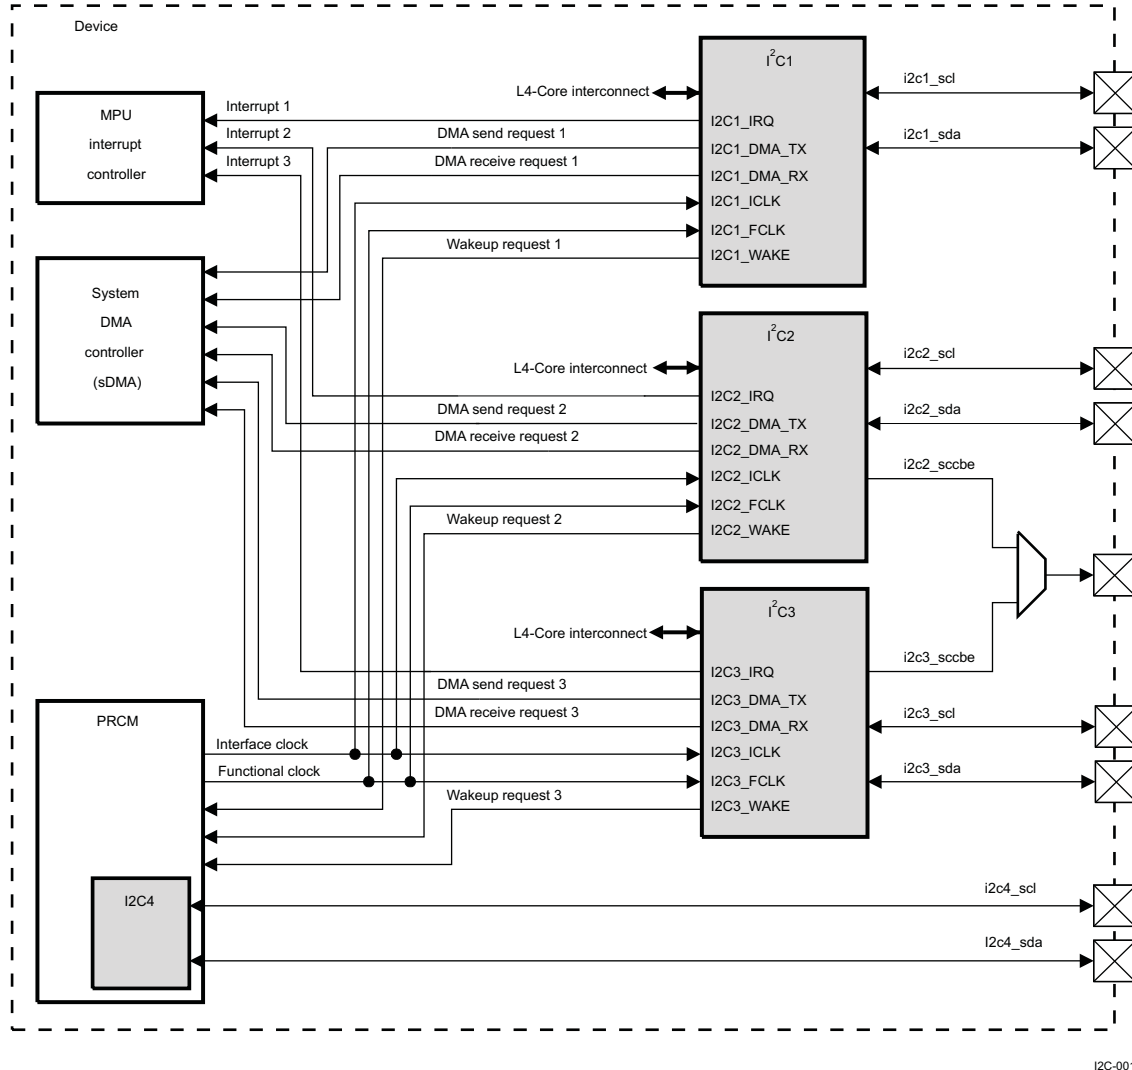 Device
MPU
interrupt
controller
Interrupt 1
Interrupt 2
Interrupt 3
System
DMA
controller
(sDMA)
PRCM
Interface clock
Functional clock
I2C4
L4-Core interconnect
DMA send request 1
DMA receive request 1
Wakeup request 1
I2C1
I2C1_IRQ
I2C1_DMA_TX
I2C1_DMA_RX
I2C1_ICLK
I2C1_FCLK
I2C1_WAKE
i2c1_scl
i2c1_sda
L4-Core interconnect
DMA send request 2
DMA receive request 2
Wakeup request 2
I2C2
I2C2_IRQ
I2C2_DMA_TX
I2C2_DMA_RX
I2C2_ICLK
I2C2_FCLK
I2C2_WAKE
i2c2_scl
i2c2_sda
i2c2_sccbe
L4-Core interconnect
DMA send request 3
DMA receive request 3
Wakeup request 3
I2C3
I2C3_IRQ
I2C3_DMA_TX
I2C3_DMA_RX
I2C3_ICLK
I2C3_FCLK
I2C3_WAKE
i2c3_sccbe
i2c3_scl
i2c3_sda
i2c4_scl
I2c4_sda
I2C-001